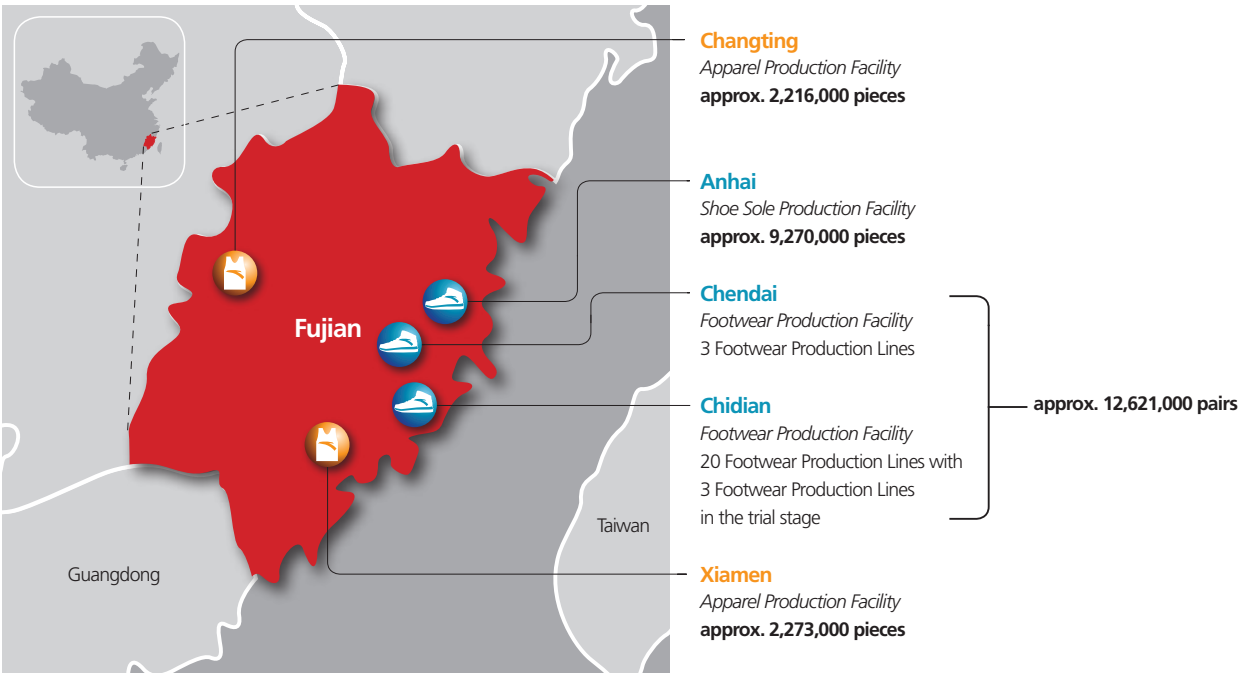 Changting
Apparel Production Facility
approx. 2,216,000 pieces
Anhai
Shoe Sole Production Facility
approx. 9,270,000 pieces
Chendai
Footwear Production Facility
3 Footwear Production Lines
Chidian
Footwear Production Facility
20 Footwear Production Lines with
3 Footwear Production Lines
in the trial stage
approx. 12,621,000 pairs
Xiamen
Apparel Production Facility
approx. 2,273,000 pieces
Fujian
Taiwan
Guangdong